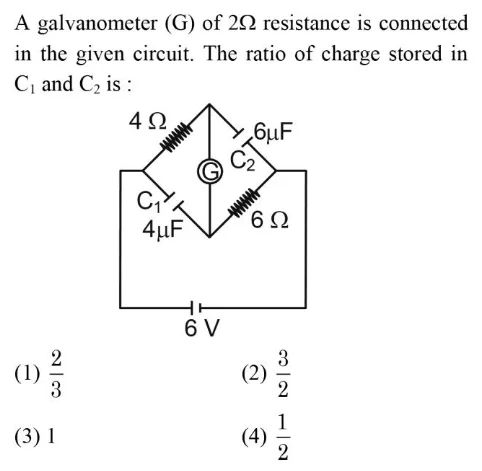 A galvanometer (G) of 2Ω resistance is connected
in the given circuit. The ratio of charge stored in
C₁ and C₂ is :
4 Ω
6μF
C₂
G
C₁
4μF
6 Ω
6 V
(1) 2/3
(2) 3/2
(3) 1
(4) 1/2